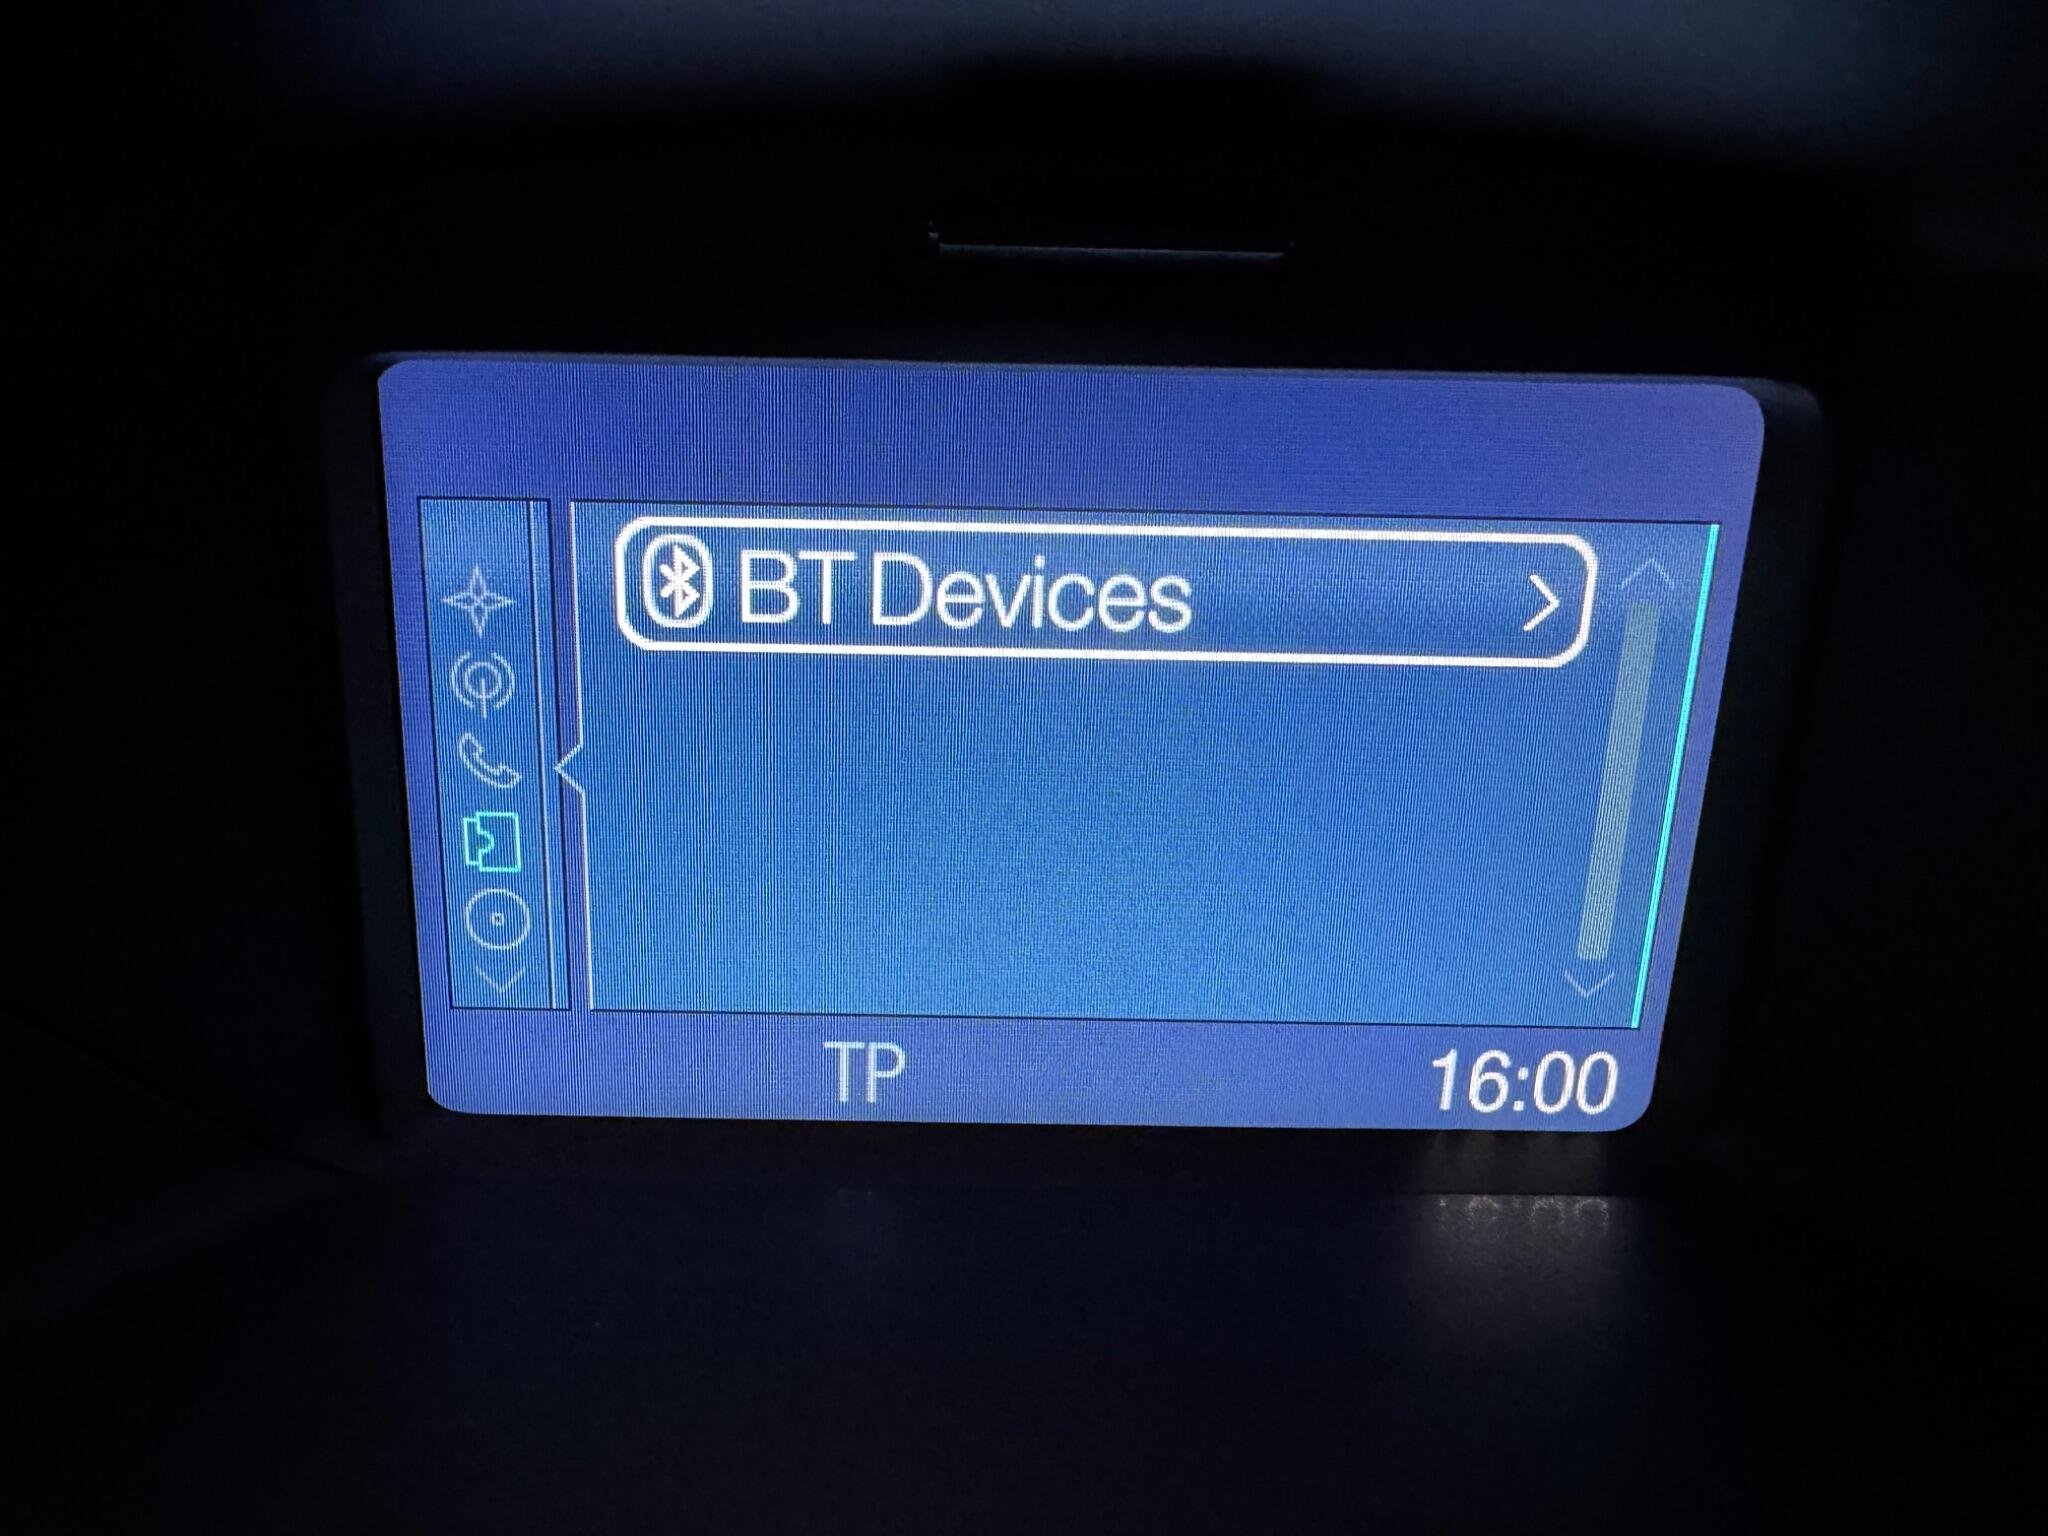 BT Devices
TP
16:00